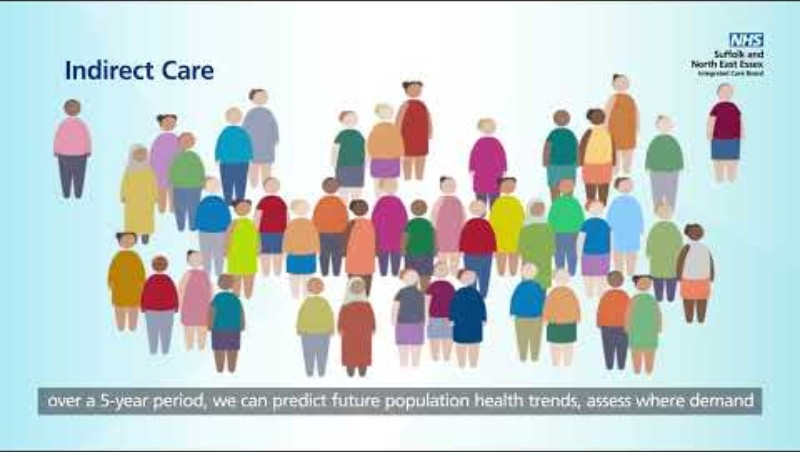 NHS
Suffolk and
North East Essex
Integrated Care Board
Indirect Care
over a 5-year period, we can predict future population health trends, assess where demand